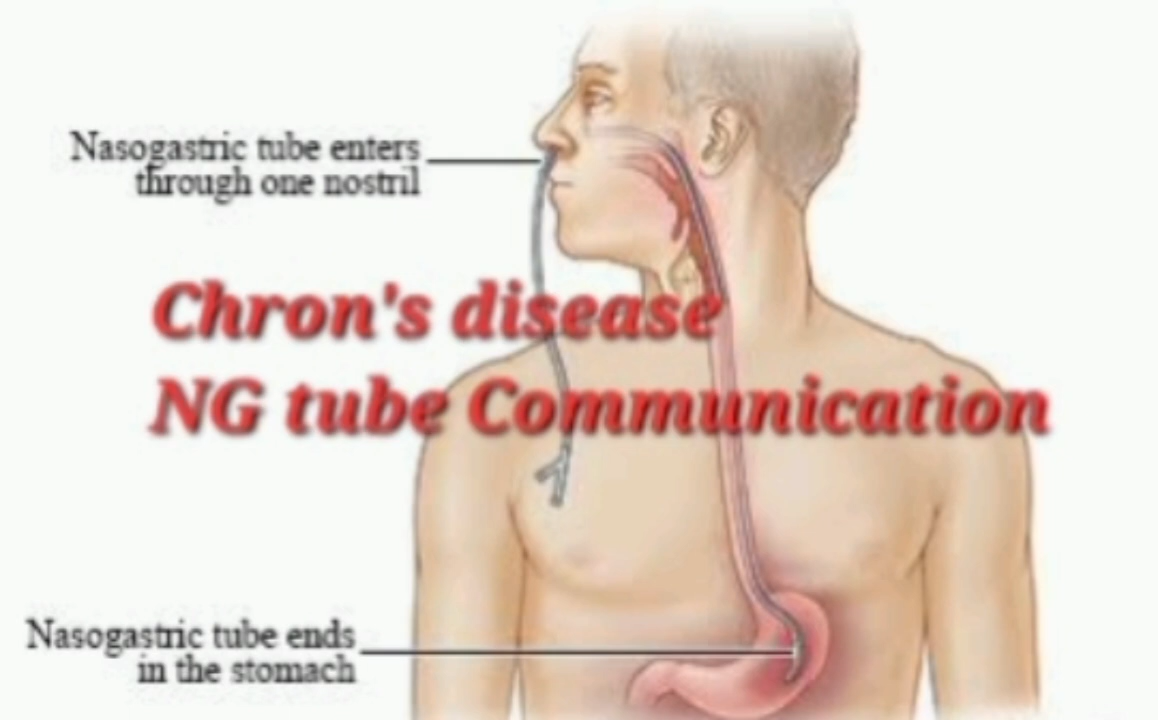 Nasogastric tube enters
through one nostril
Chron's disease
NG tube Communication
Nasogastric tube ends
in the stomach